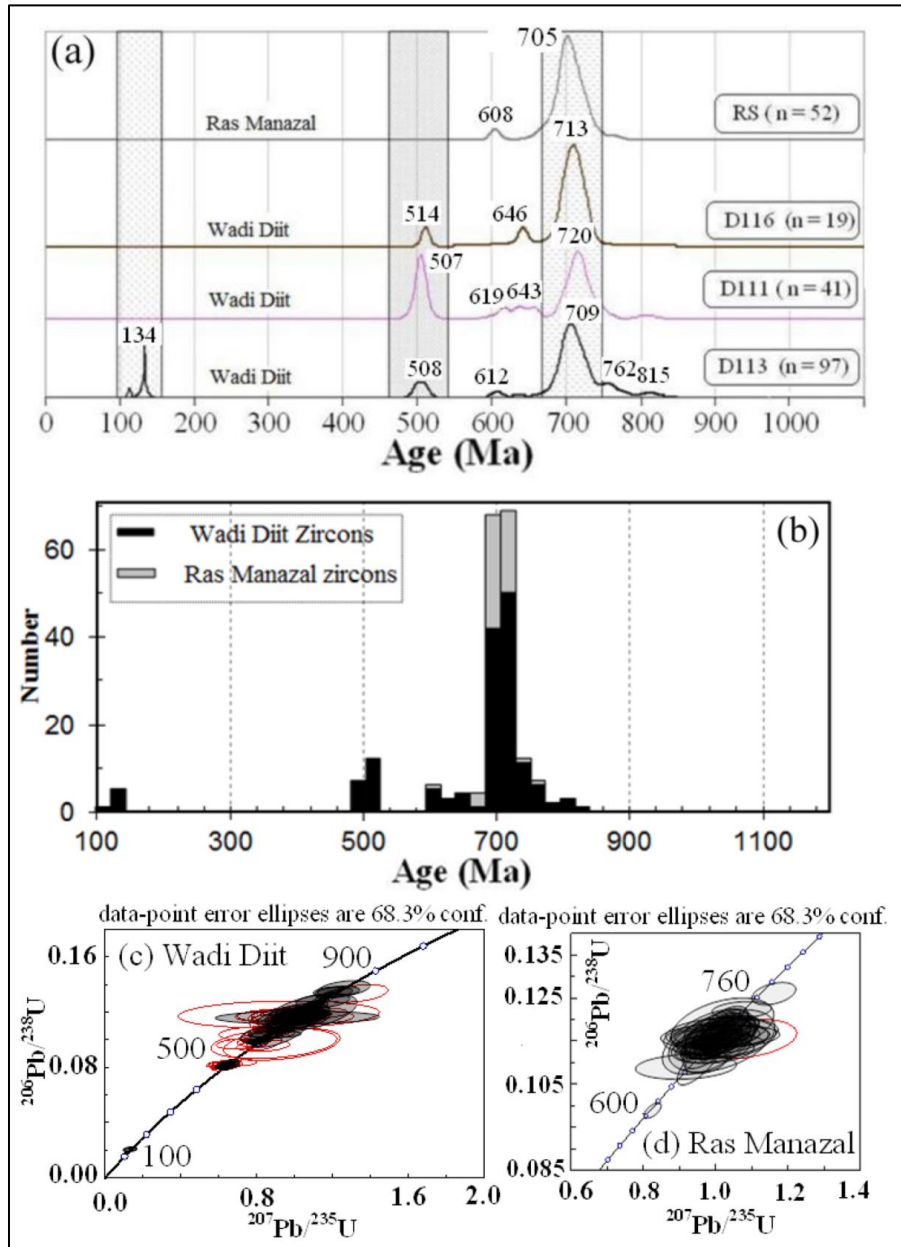 (a)
705
608
Ras Manazal
RS (n = 52)
713
514
646
Wadi Diit
D116 (n = 19)
720
507
619 643
Wadi Diit
D111 (n = 41)
709
134
508
612
762 815
Wadi Diit
D113 (n = 97)
0 100 200 300 400 500 600 700 800 900 1000
Age (Ma)
(b)
Wadi Diit Zircons
Ras Manazal zircons
Number
60
40
20
0
100 300 500 700 900 1100
Age (Ma)
data-point error ellipses are 68.3% conf.
(c) Wadi Diit
900
500
100
206Pb/238U
0.16
0.08
0.00
0.0 0.8 1.6 2.0
207Pb/235U
data-point error ellipses are 68.3% conf.
206Pb/238U
0.135
0.125
0.105
0.085
760
600
(d) Ras Manazal
0.6 0.8 1.0 1.2 1.4
207Pb/235U